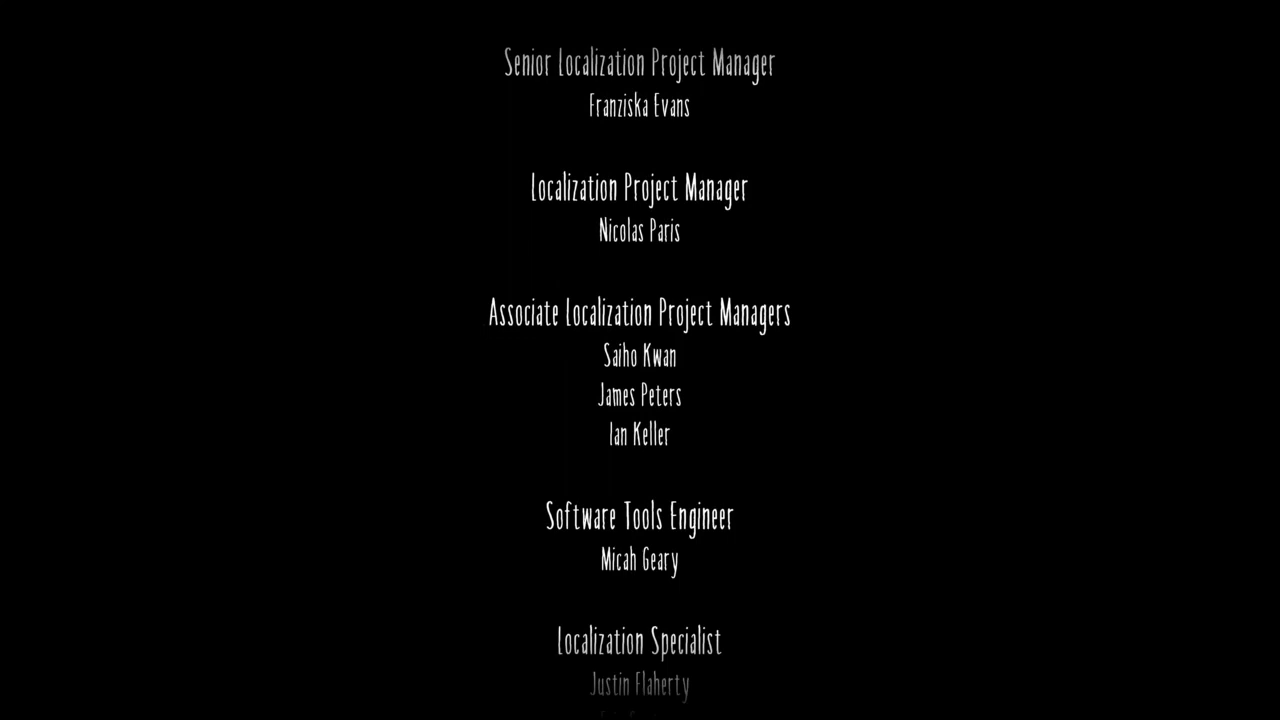 Senior Localization Project Manager
Franziska Evans
Localization Project Manager
Nicolas Paris
Associate Localization Project Managers
Saiho Kwan
James Peters
Ian Keller
Software Tools Engineer
Micah Geary
Localization Specialist
Justin Flaherty